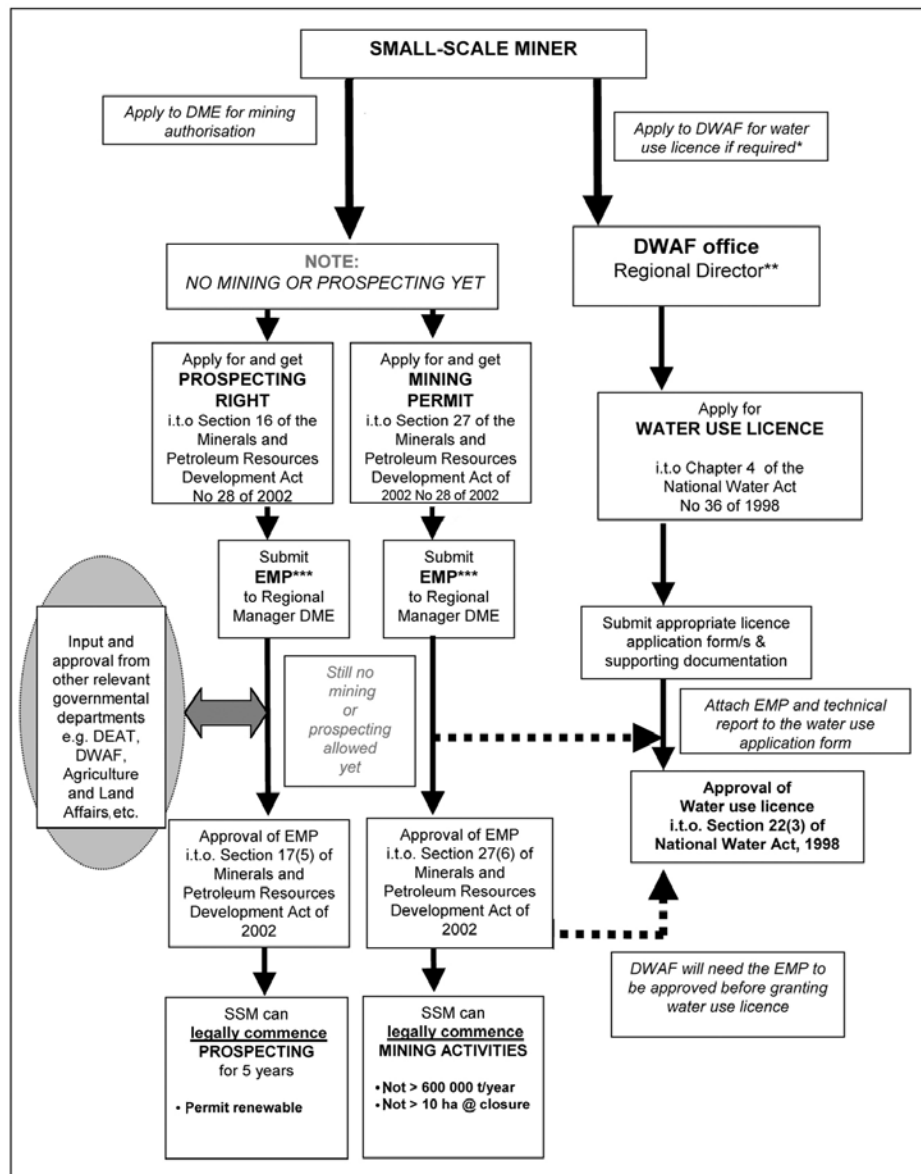 SMALL-SCALE MINER
Apply to DME for mining
authorisation
Apply to DWAF for water
use licence if required*
NOTE:
NO MINING OR PROSPECTING YET
DWAF office
Regional Director**
Apply for and get
PROSPECTING
RIGHT
i.t.o Section 16 of the
Minerals and
Petroleum Resources
Development Act
No 28 of 2002
Apply for and get
MINING
PERMIT
i.t.o Section 27 of the
Minerals and
Petroleum Resources
Development Act of
2002 No 28 of 2002
Apply for
WATER USE LICENCE
i.t.o Chapter 4 of the
National Water Act
No 36 of 1998
Submit
EMP***
to Regional
Manager DME
Submit
EMP***
to Regional
Manager DME
Input and
approval from
other relevant
governmental
departments
e.g. DEAT,
DWAF,
Agriculture
and Land
Affairs, etc.
Still no
mining
or
prospecting
allowed
yet
Submit appropriate licence
application form/s &
supporting documentation
Attach EMP and technical
report to the water use
application form
Approval of
Water use licence
i.t.o. Section 22(3) of
National Water Act, 1998
Approval of EMP
i.t.o. Section 17(5) of
Minerals and
Petroleum Resources
Development Act of
2002
Approval of EMP
i.t.o. Section 27(6) of
Minerals and
Petroleum Resources
Development Act of
2002
DWAF will need the EMP to
be approved before granting
water use licence
SSM can
legally commence
PROSPECTING
for 5 years
• Permit renewable
SSM can
legally commence
MINING ACTIVITIES
• Not > 600 000 t/year
• Not > 10 ha @ closure